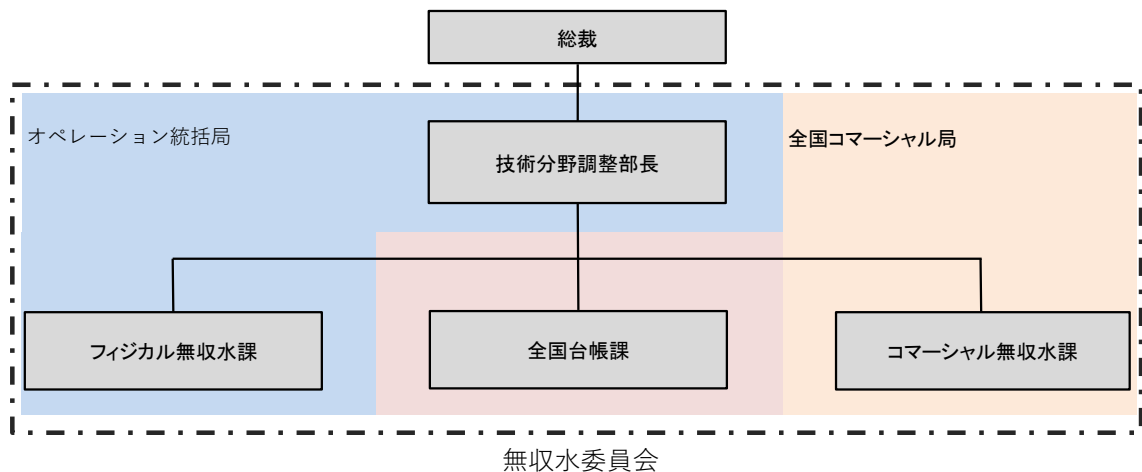 総裁
オペレーション統括局
全国コマーシャル局
技術分野調整部長
フィジカル無収水課
全国台帳課
コマーシャル無収水課
無収水委員会